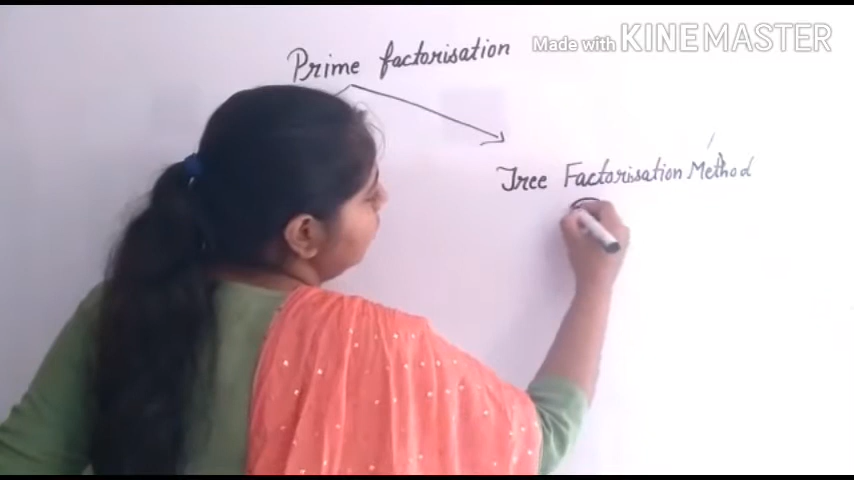 Prime factorisation
Made with KINEMASTER
Tree Factorisation Method